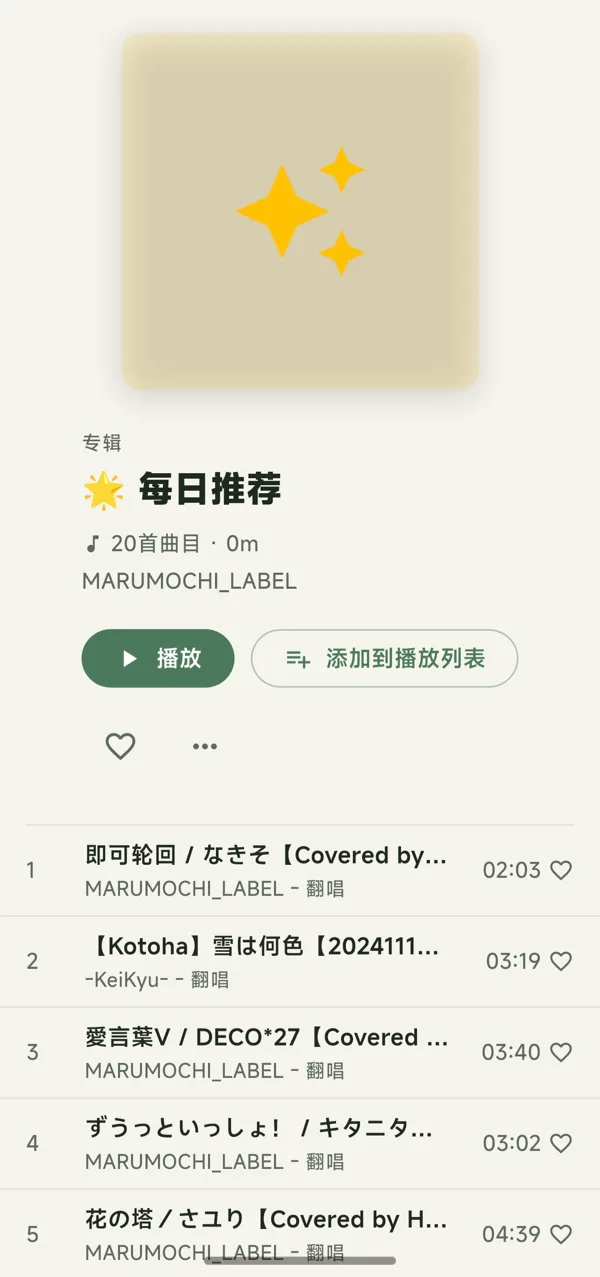 专辑
🌟 每日推荐
20首曲目 · 0m
MARUMOCHI_LABEL
播放
添加到播放列表
1 即可轮回 / なきそ【Covered by... 02:03
MARUMOCHI_LABEL - 翻唱
2 【Kotoha】雪は何色【2024111... 03:19
-KeiKyu- - 翻唱
3 愛言葉V / DECO*27【Covered ... 03:40
MARUMOCHI_LABEL - 翻唱
4 ずうっといっしょ! / キタニタ... 03:02
MARUMOCHI_LABEL - 翻唱
5 花の塔／さユり【Covered by H... 04:39
MARUMOCHI_LABEL - 翻唱